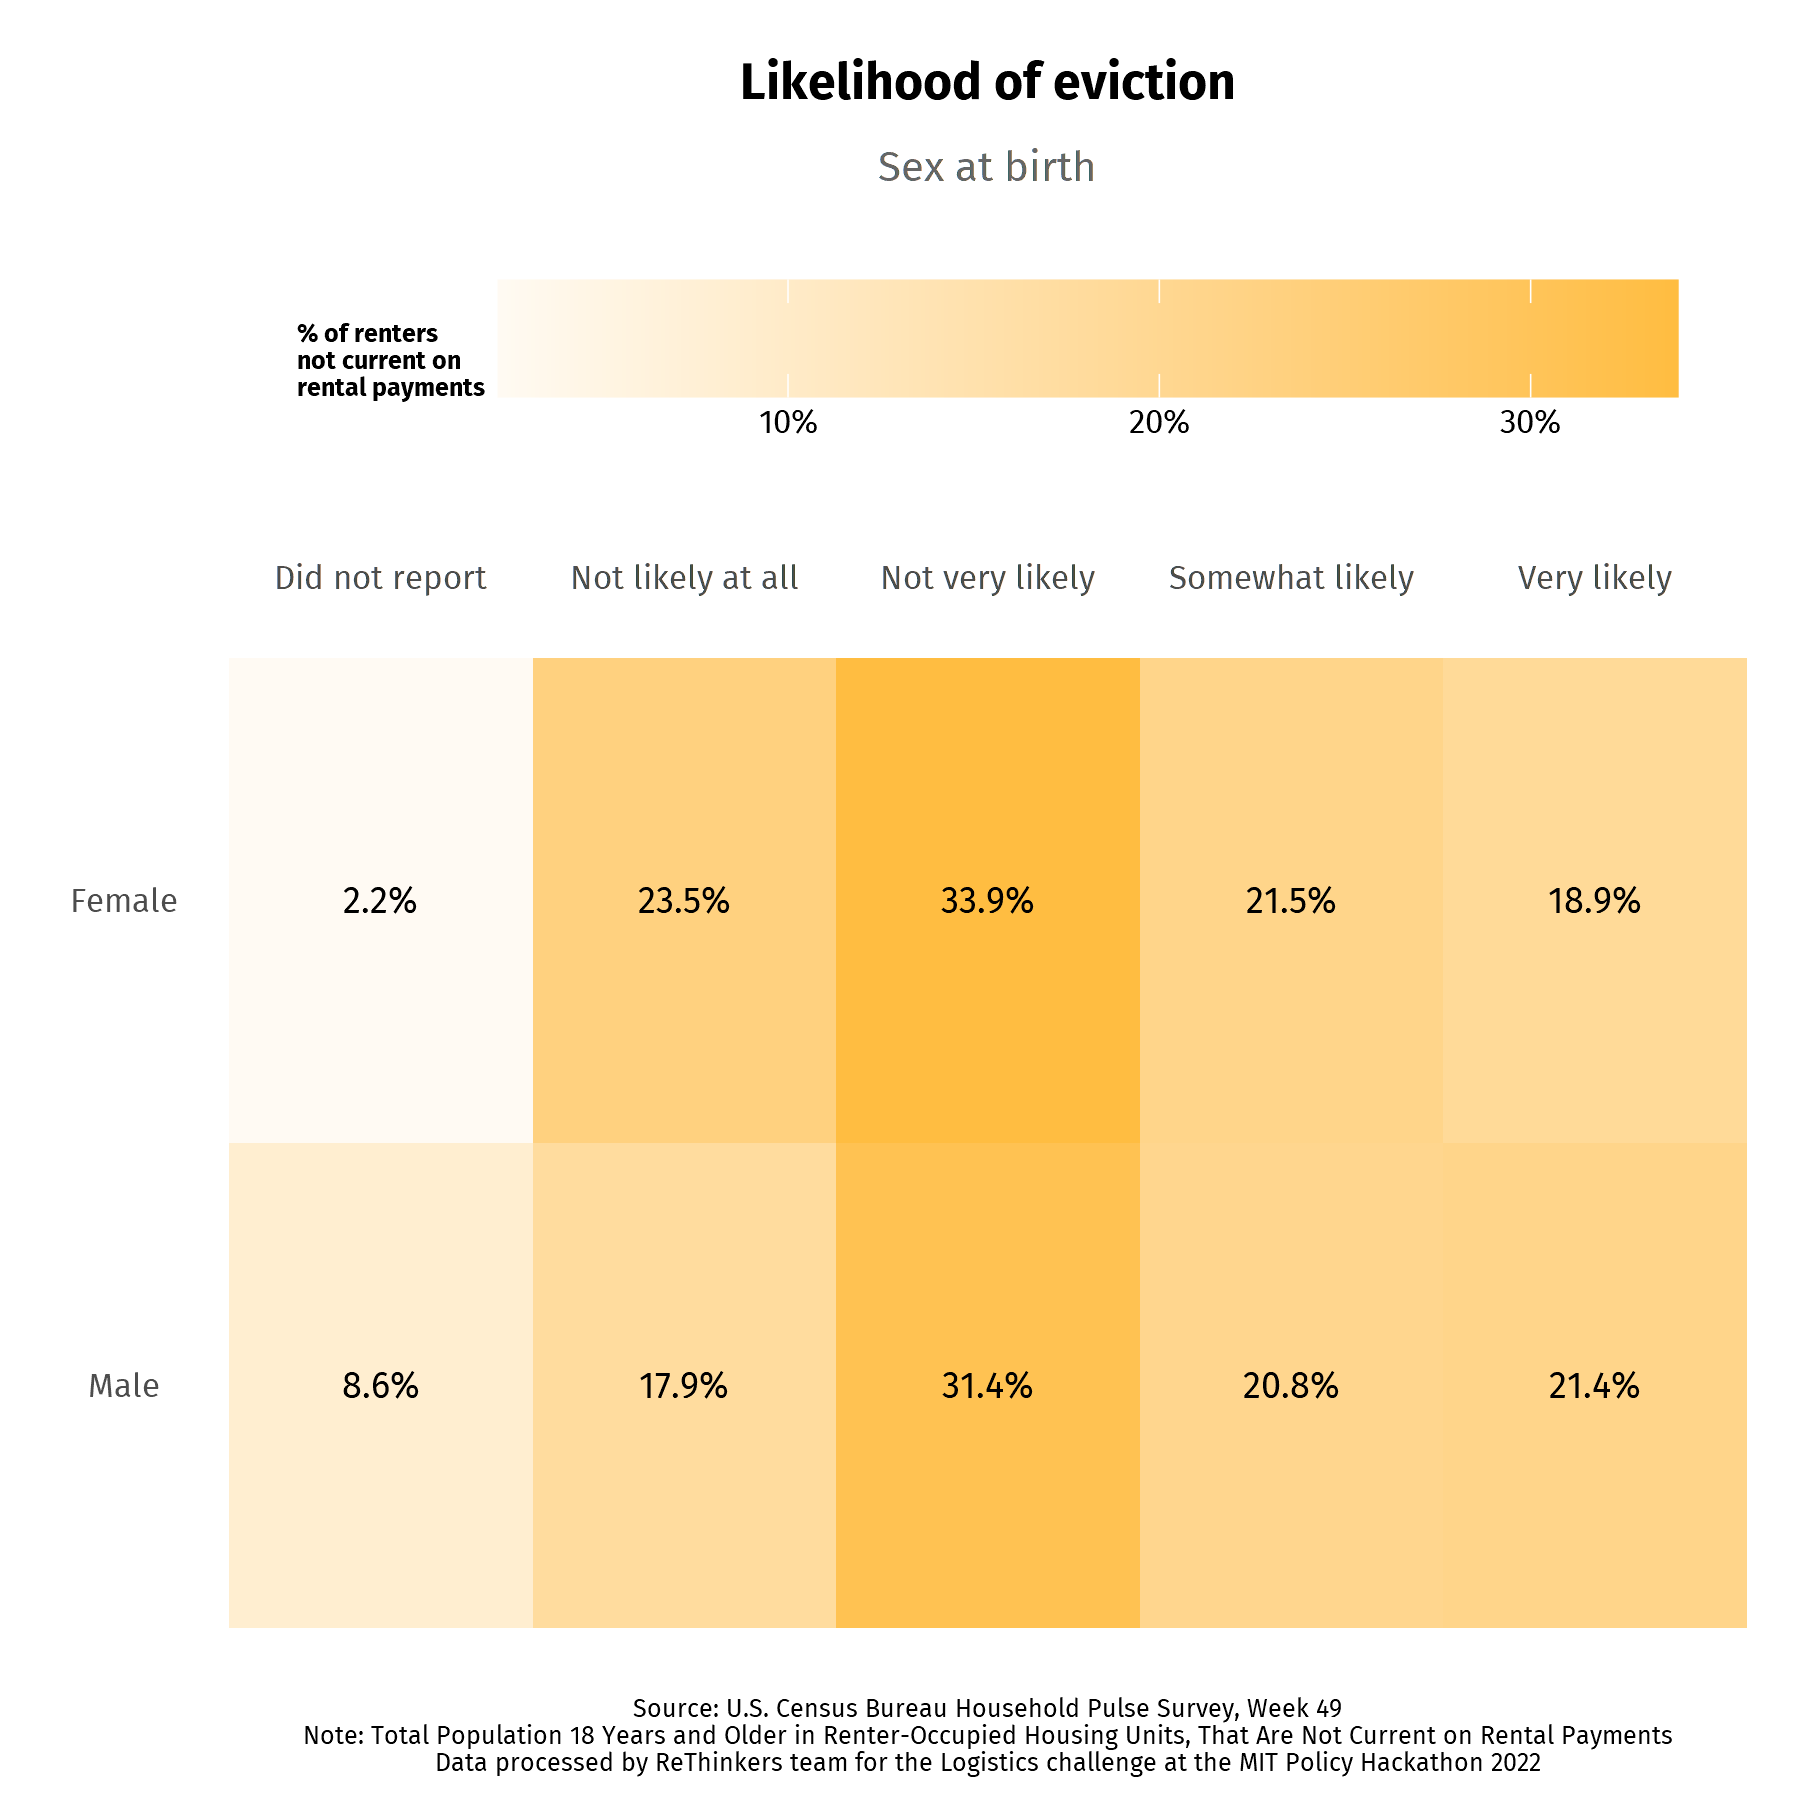 Likelihood of eviction
Sex at birth
% of renters
not current on
rental payments
10% 20% 30%
Did not report Not likely at all Not very likely Somewhat likely Very likely
Female 2.2% 23.5% 33.9% 21.5% 18.9%
Male 8.6% 17.9% 31.4% 20.8% 21.4%
Source: U.S. Census Bureau Household Pulse Survey, Week 49
Note: Total Population 18 Years and Older in Renter-Occupied Housing Units, That Are Not Current on Rental Payments
Data processed by ReThinkers team for the Logistics challenge at the MIT Policy Hackathon 2022